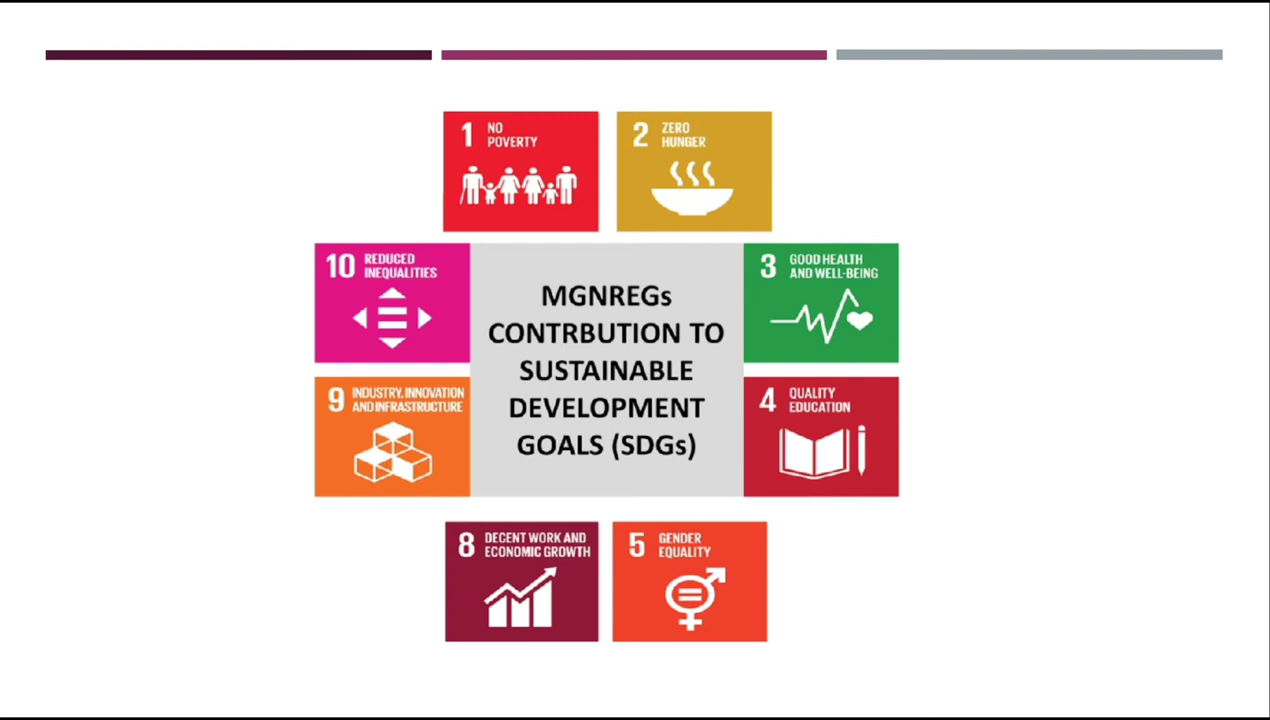 1 NO
POVERTY
2 ZERO
HUNGER
10 REDUCED
INEQUALITIES
MGNREGs
CONTRBUTION TO
SUSTAINABLE
DEVELOPMENT
GOALS (SDGs)
3 GOOD HEALTH
AND WELL-BEING
9 INDUSTRY, INNOVATION
AND INFRASTRUCTURE
4 QUALITY
EDUCATION
8 DECENT WORK AND
ECONOMIC GROWTH
5 GENDER
EQUALITY